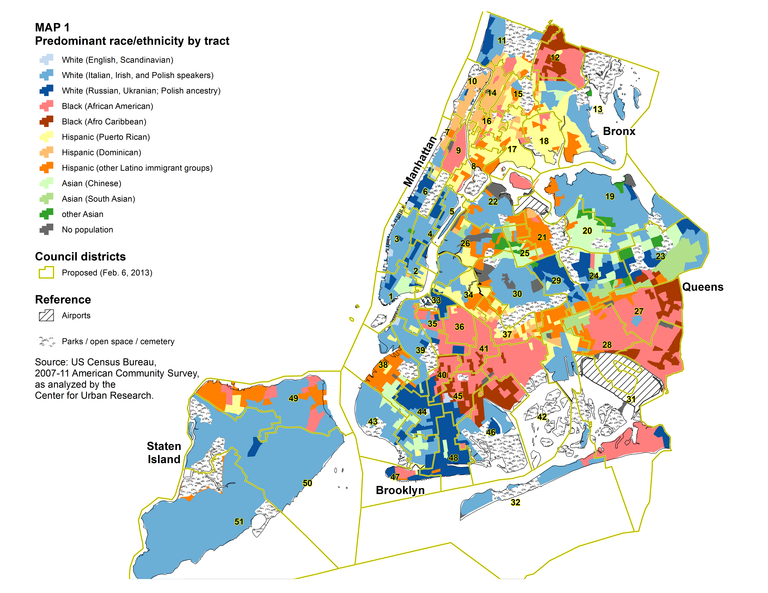 MAP 1
Predominant race/ethnicity by tract
White (English, Scandinavian)
White (Italian, Irish, and Polish speakers)
White (Russian, Ukranian; Polish ancestry)
Black (African American)
Black (Afro Caribbean)
Hispanic (Puerto Rican)
Hispanic (Dominican)
Hispanic (other Latino immigrant groups)
Asian (Chinese)
Asian (South Asian)
other Asian
No population
Council districts
Proposed (Feb. 6, 2013)
Reference
Airports
Parks / open space / cemetery
Source: US Census Bureau,
2007-11 American Community Survey,
as analyzed by the
Center for Urban Research.
11
12
10
14
15
13
Bronx
16
7
9
17
18
8
Manhattan
6
22
19
5
3
4
26
21
20
25
23
2
24
29
30
Queens
1
33
34
27
35
36
37
28
39
41
38
40
31
45
49
44
43
42
46
Staten
Island
48
47
50
Brooklyn
32
51